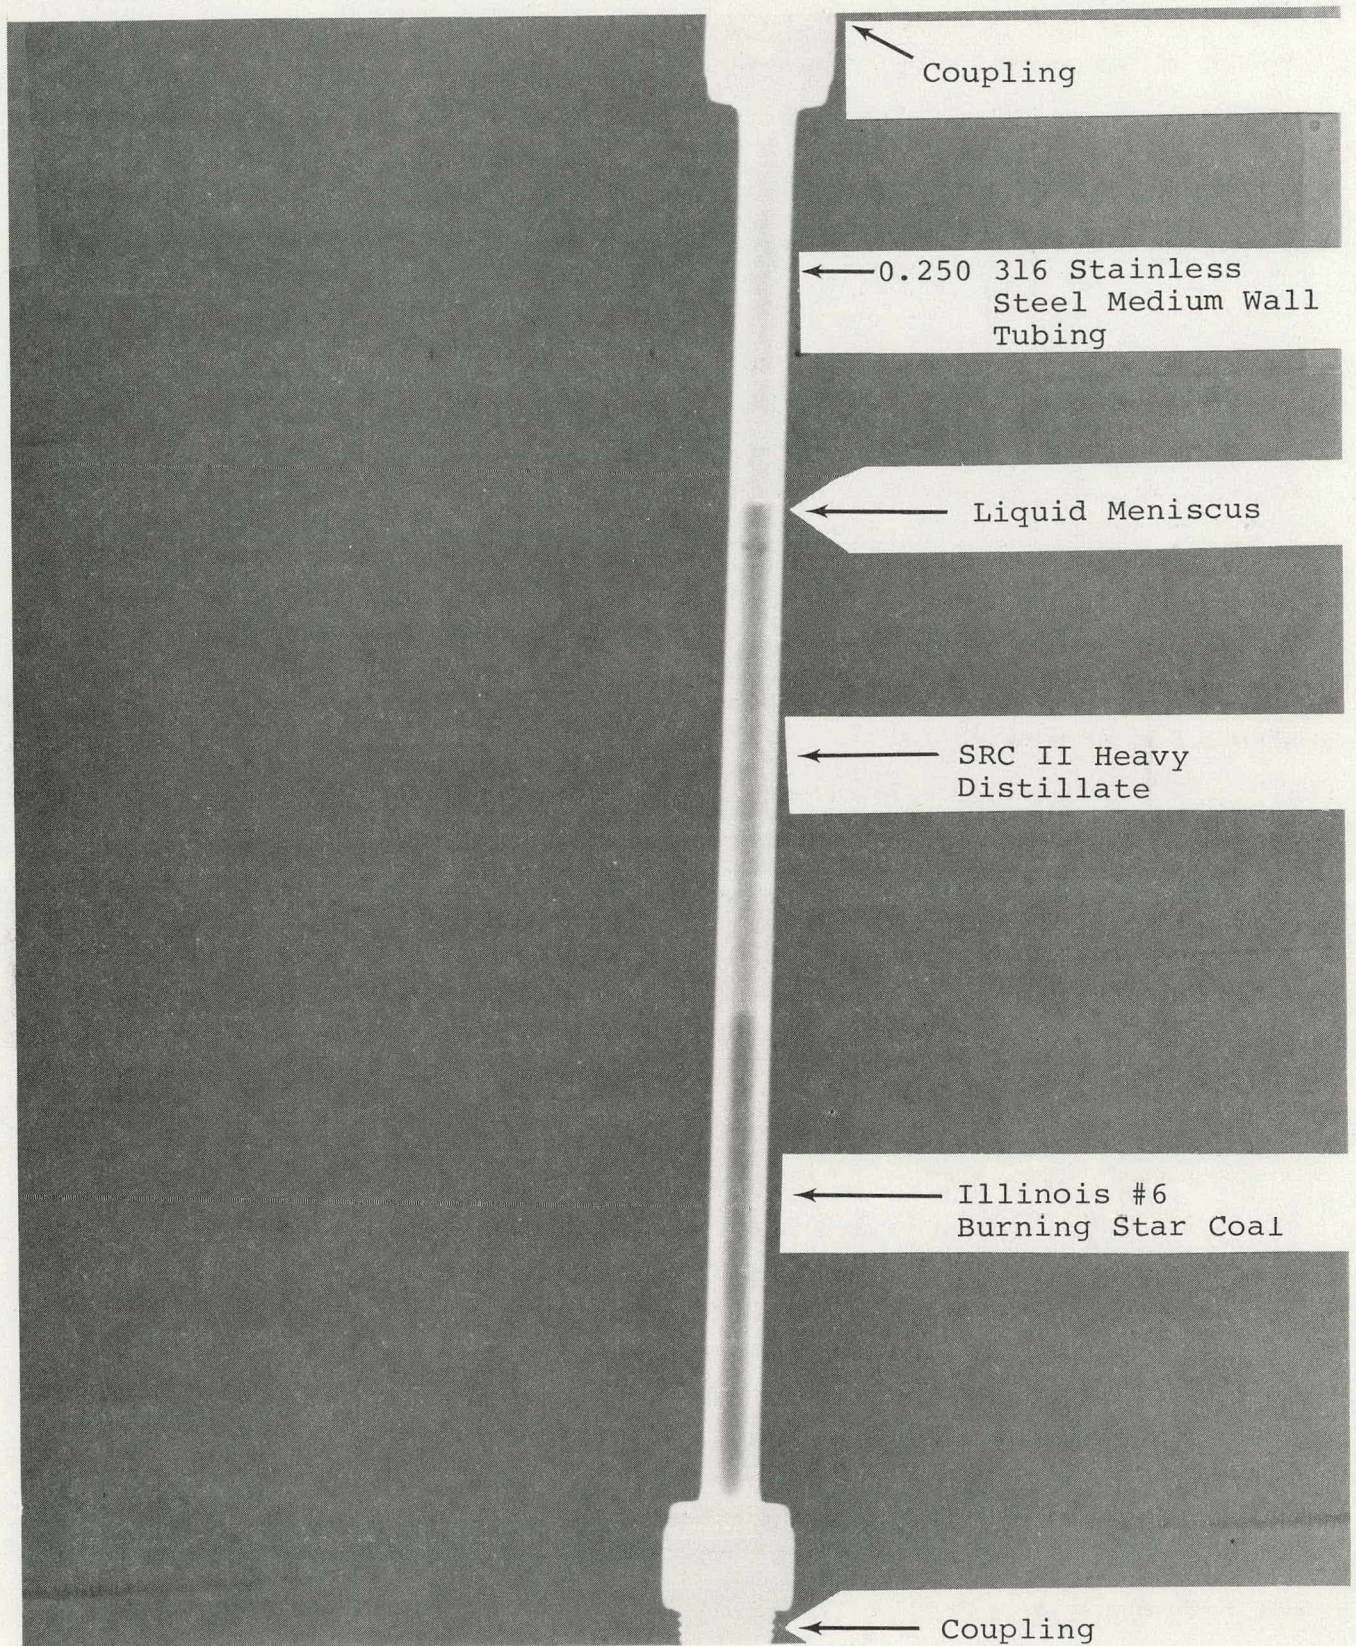 Coupling
0.250 316 Stainless
Steel Medium Wall
Tubing
Liquid Meniscus
SRC II Heavy
Distillate
Illinois #6
Burning Star Coal
Coupling